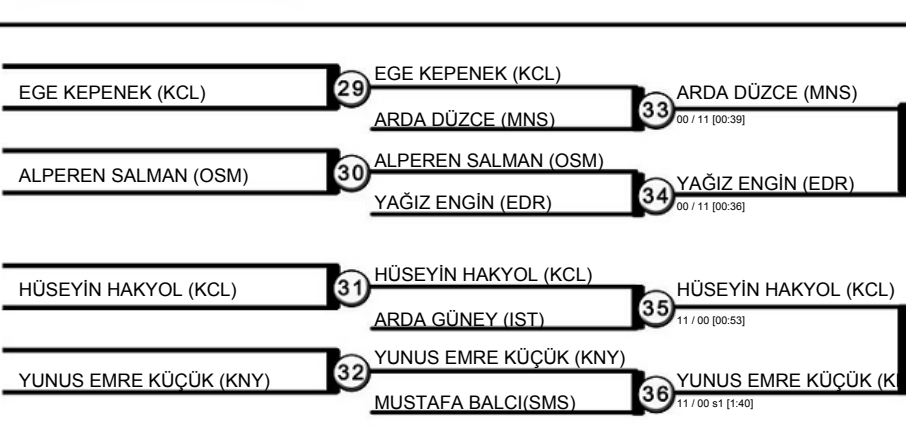 EGE KEPENEK (KCL)
29
EGE KEPENEK (KCL)
ARDA DÜZCE (MNS)
33
ARDA DÜZCE (MNS)
00 / 11 [00:39]
ALPEREN SALMAN (OSM)
30
ALPEREN SALMAN (OSM)
YAĞIZ ENGİN (EDR)
34
YAĞIZ ENGİN (EDR)
00 / 11 [00:36]
HÜSEYİN HAKYOL (KCL)
31
HÜSEYİN HAKYOL (KCL)
ARDA GÜNEY (IST)
35
HÜSEYİN HAKYOL (KCL)
11 / 00 [00:53]
YUNUS EMRE KÜÇÜK (KNY)
32
YUNUS EMRE KÜÇÜK (KNY)
MUSTAFA BALCI(SMS)
36
YUNUS EMRE KÜÇÜK
11 / 00 s1 [1:40]